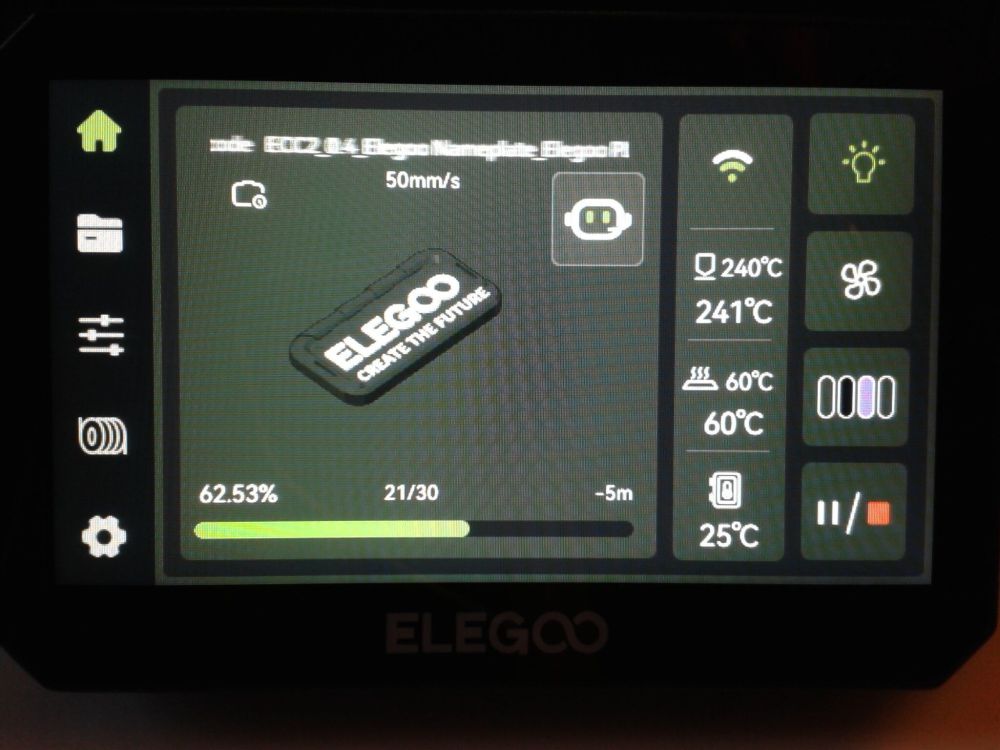 ECC2_0.4_Elegoo Nameplate_Elegoo Pl
50mm/s
ELEGOO
CREATE THE FUTURE
62.53%
21/30
-5m
240℃
241℃
60℃
60℃
25℃
ELEGOO